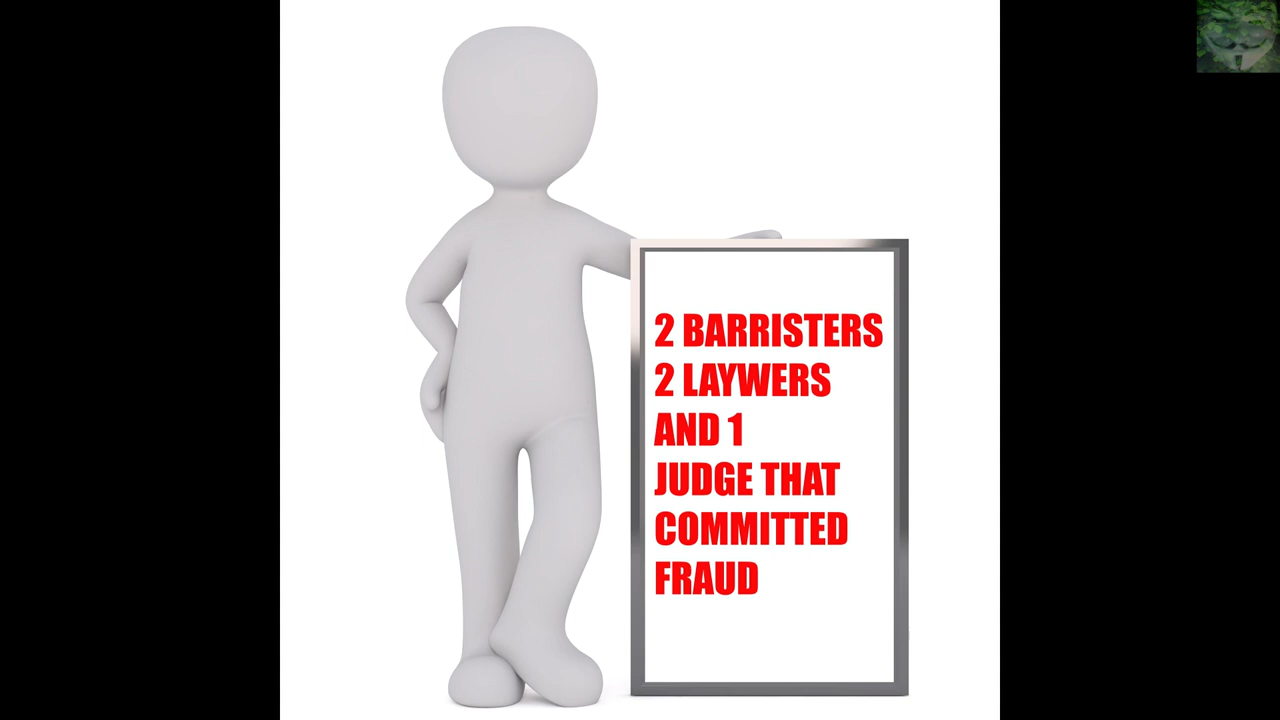 2 BARRISTERS
2 LAYWERS
AND 1
JUDGE THAT
COMMITTED
FRAUD